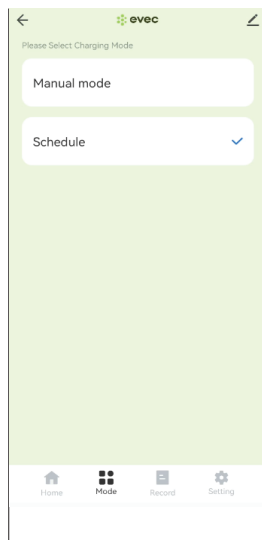 evec
Please Select Charging Mode
Manual mode
Schedule
Home Mode Record Setting